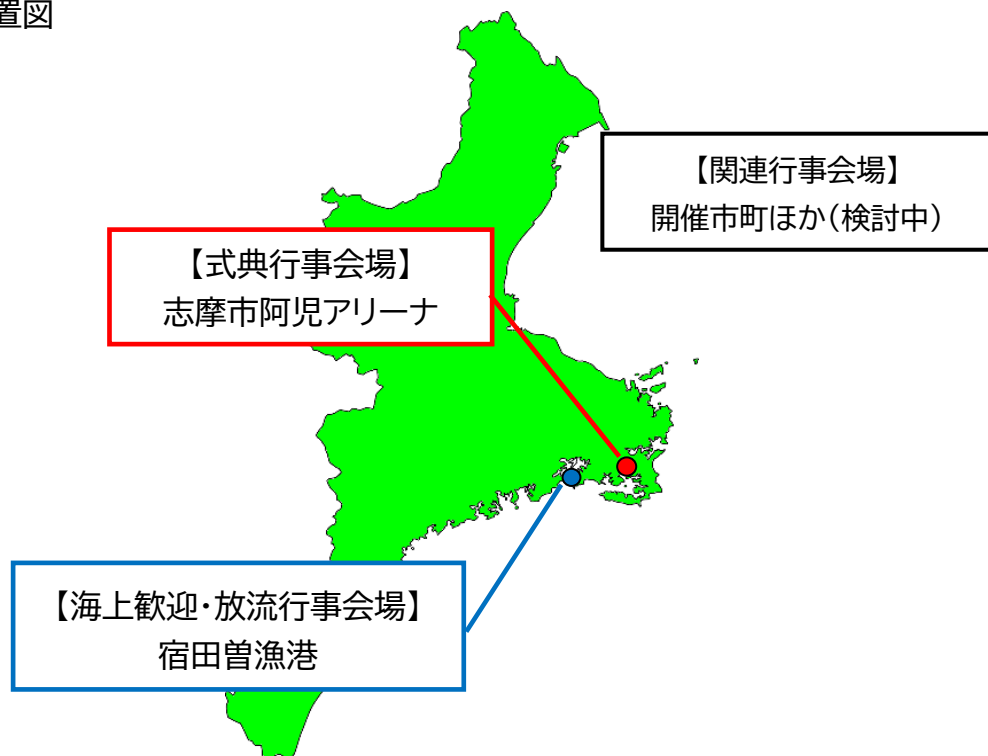 置図
【関連行事会場】
開催市町ほか（検討中）
【式典行事会場】
志摩市阿児アリーナ
【海上歓迎・放流行事会場】
宿田曽漁港